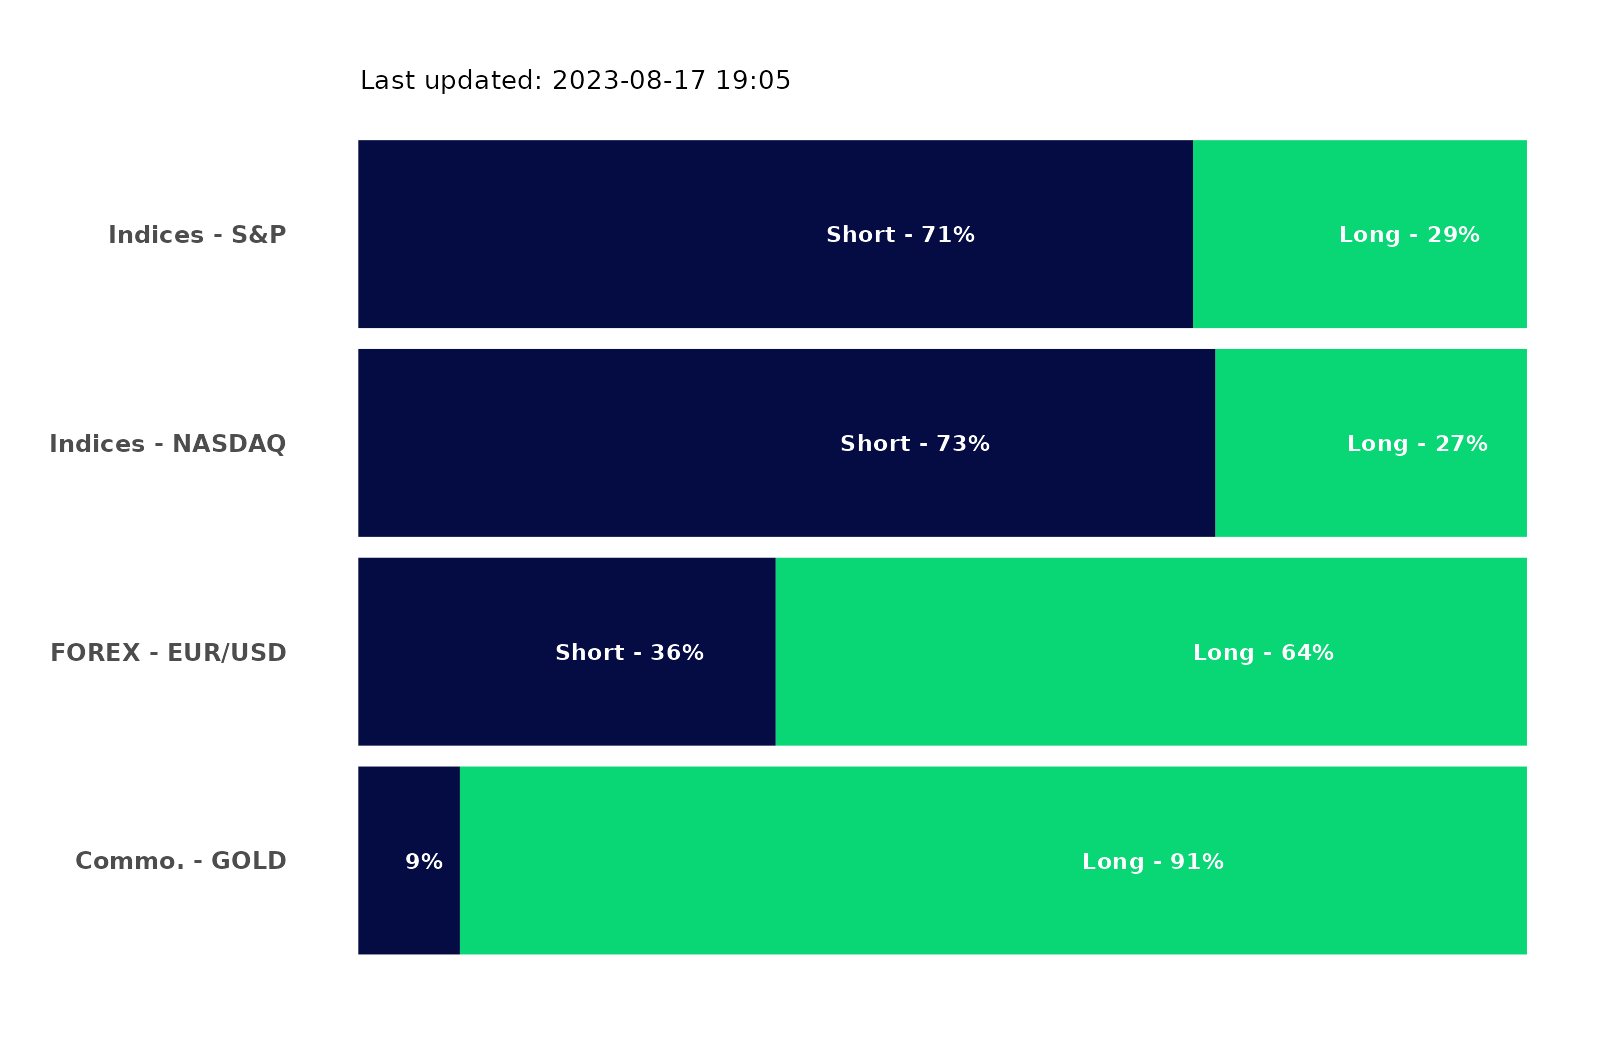 Last updated: 2023-08-17 19:05
Indices - S&P Short - 71% Long - 29%
Indices - NASDAQ Short - 73% Long - 27%
FOREX - EUR/USD Short - 36% Long - 64%
Commo. - GOLD 9% Long - 91%